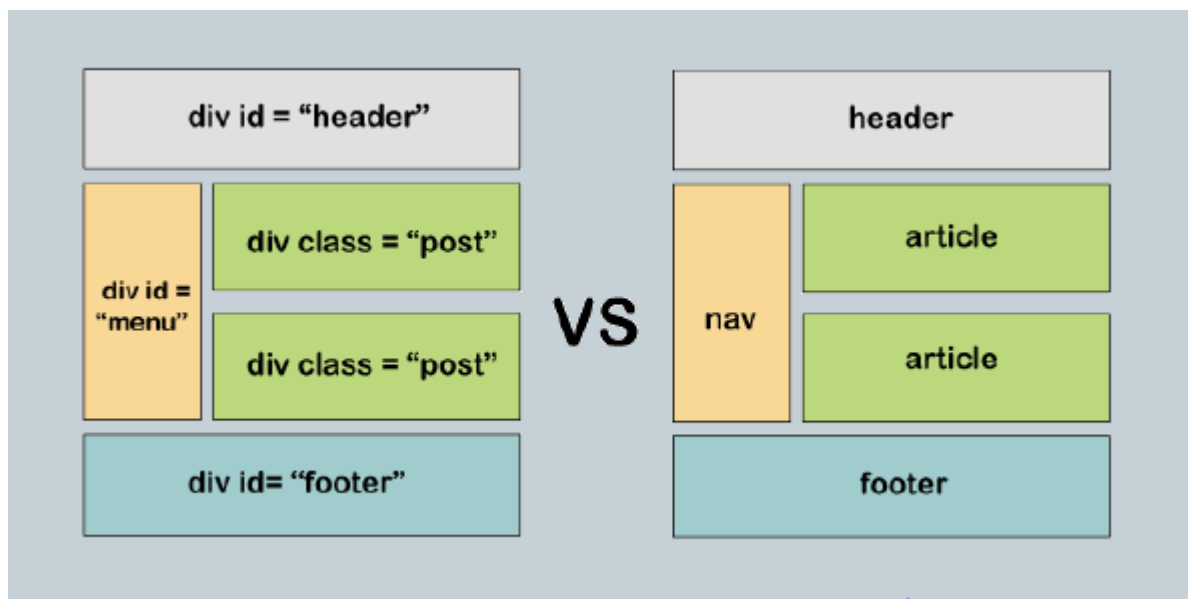 div id = “header”
div id =
“menu”
div class = “post”
div class = “post”
div id= “footer”
VS
header
nav
article
article
footer